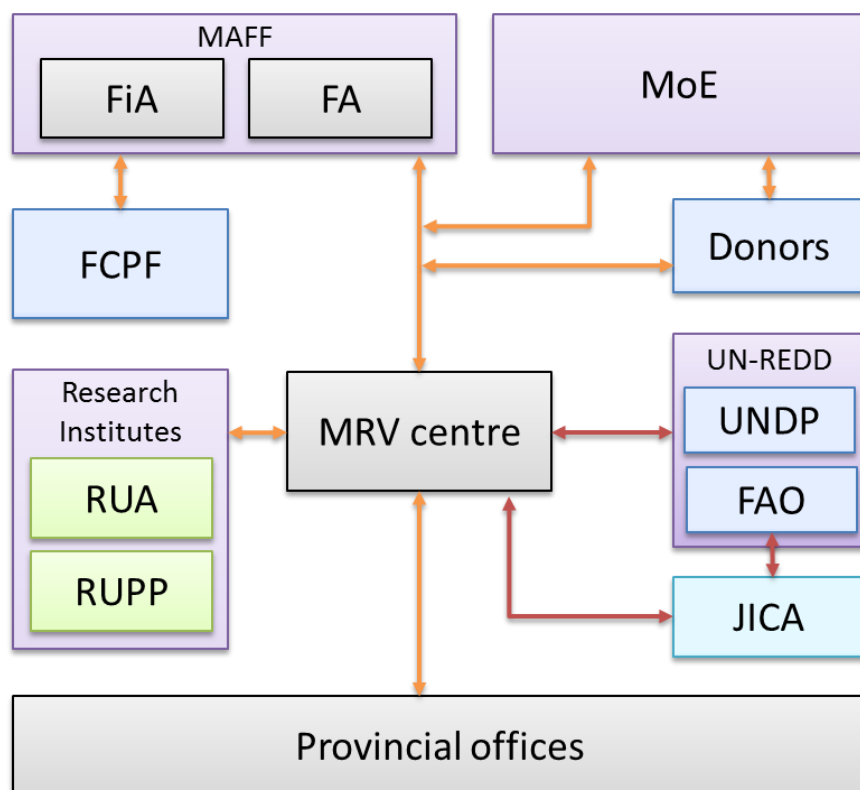 MAFF
FiA
FA
MoE
FCPF
Donors
Research
Institutes
RUA
RUPP
MRV centre
UN-REDD
UNDP
FAO
JICA
Provincial offices